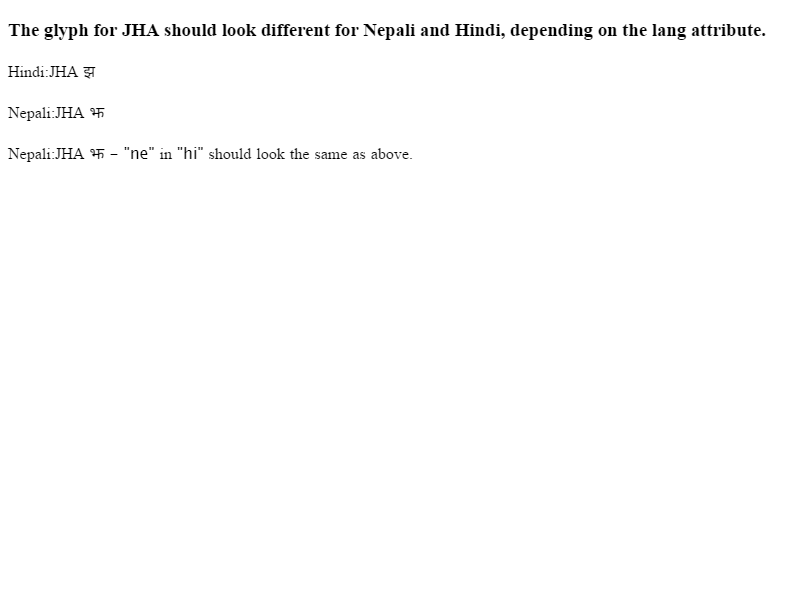 The glyph for JHA should look different for Nepali and Hindi, depending on the lang attribute.
Hindi:JHA झ
Nepali:JHA झ
Nepali:JHA झ – "ne" in "hi" should look the same as above.